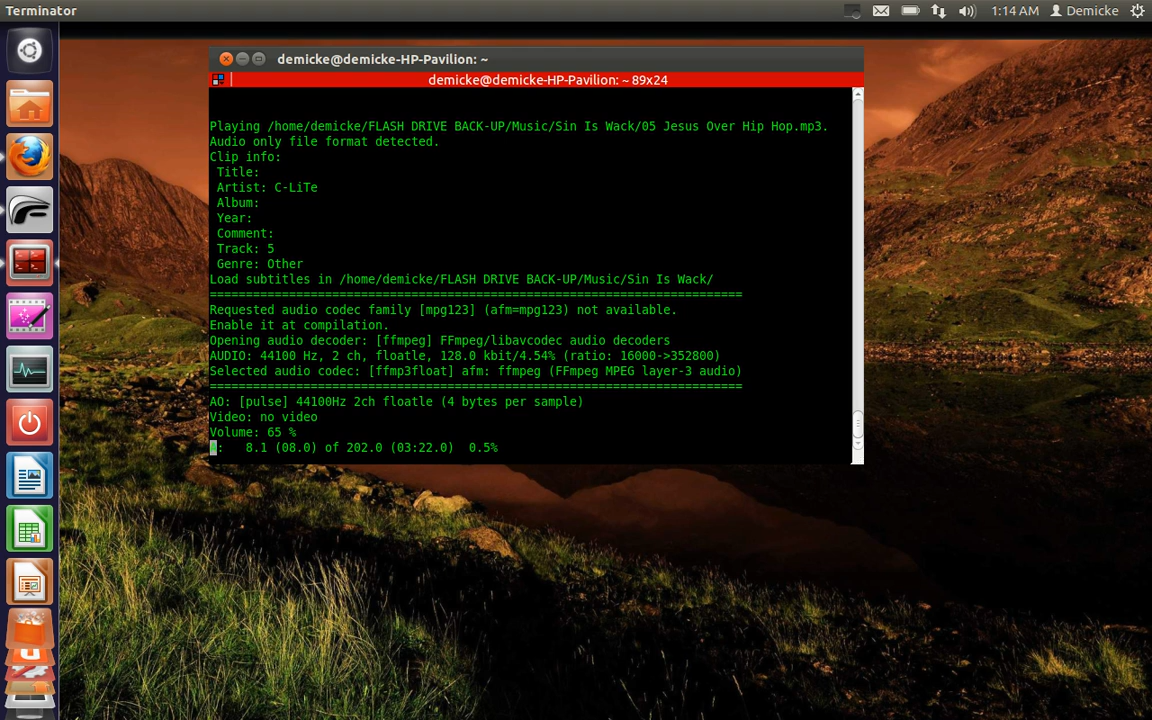 Terminator
1:14 AM
Demicke
demicke@demicke-HP-Pavilion: ~
demicke@demicke-HP-Pavilion: ~ 89x24
Playing /home/demicke/FLASH DRIVE BACK-UP/Music/Sin Is Wack/05 Jesus Over Hip Hop.mp3.
Audio only file format detected.
Clip info:
 Title:
 Artist: C-LiTe
 Album:
 Year:
 Comment:
 Track: 5
 Genre: Other
Load subtitles in /home/demicke/FLASH DRIVE BACK-UP/Music/Sin Is Wack/
==========================================================================
Requested audio codec family [mpg123] (afm=mpg123) not available.
Enable it at compilation.
Opening audio decoder: [ffmpeg] FFmpeg/libavcodec audio decoders
AUDIO: 44100 Hz, 2 ch, floatle, 128.0 kbit/4.54% (ratio: 16000->352800)
Selected audio codec: [ffmp3float] afm: ffmpeg (FFmpeg MPEG layer-3 audio)
==========================================================================
AO: [pulse] 44100Hz 2ch floatle (4 bytes per sample)
Video: no video
Volume: 65 %
:   8.1 (08.0) of 202.0 (03:22.0)  0.5%